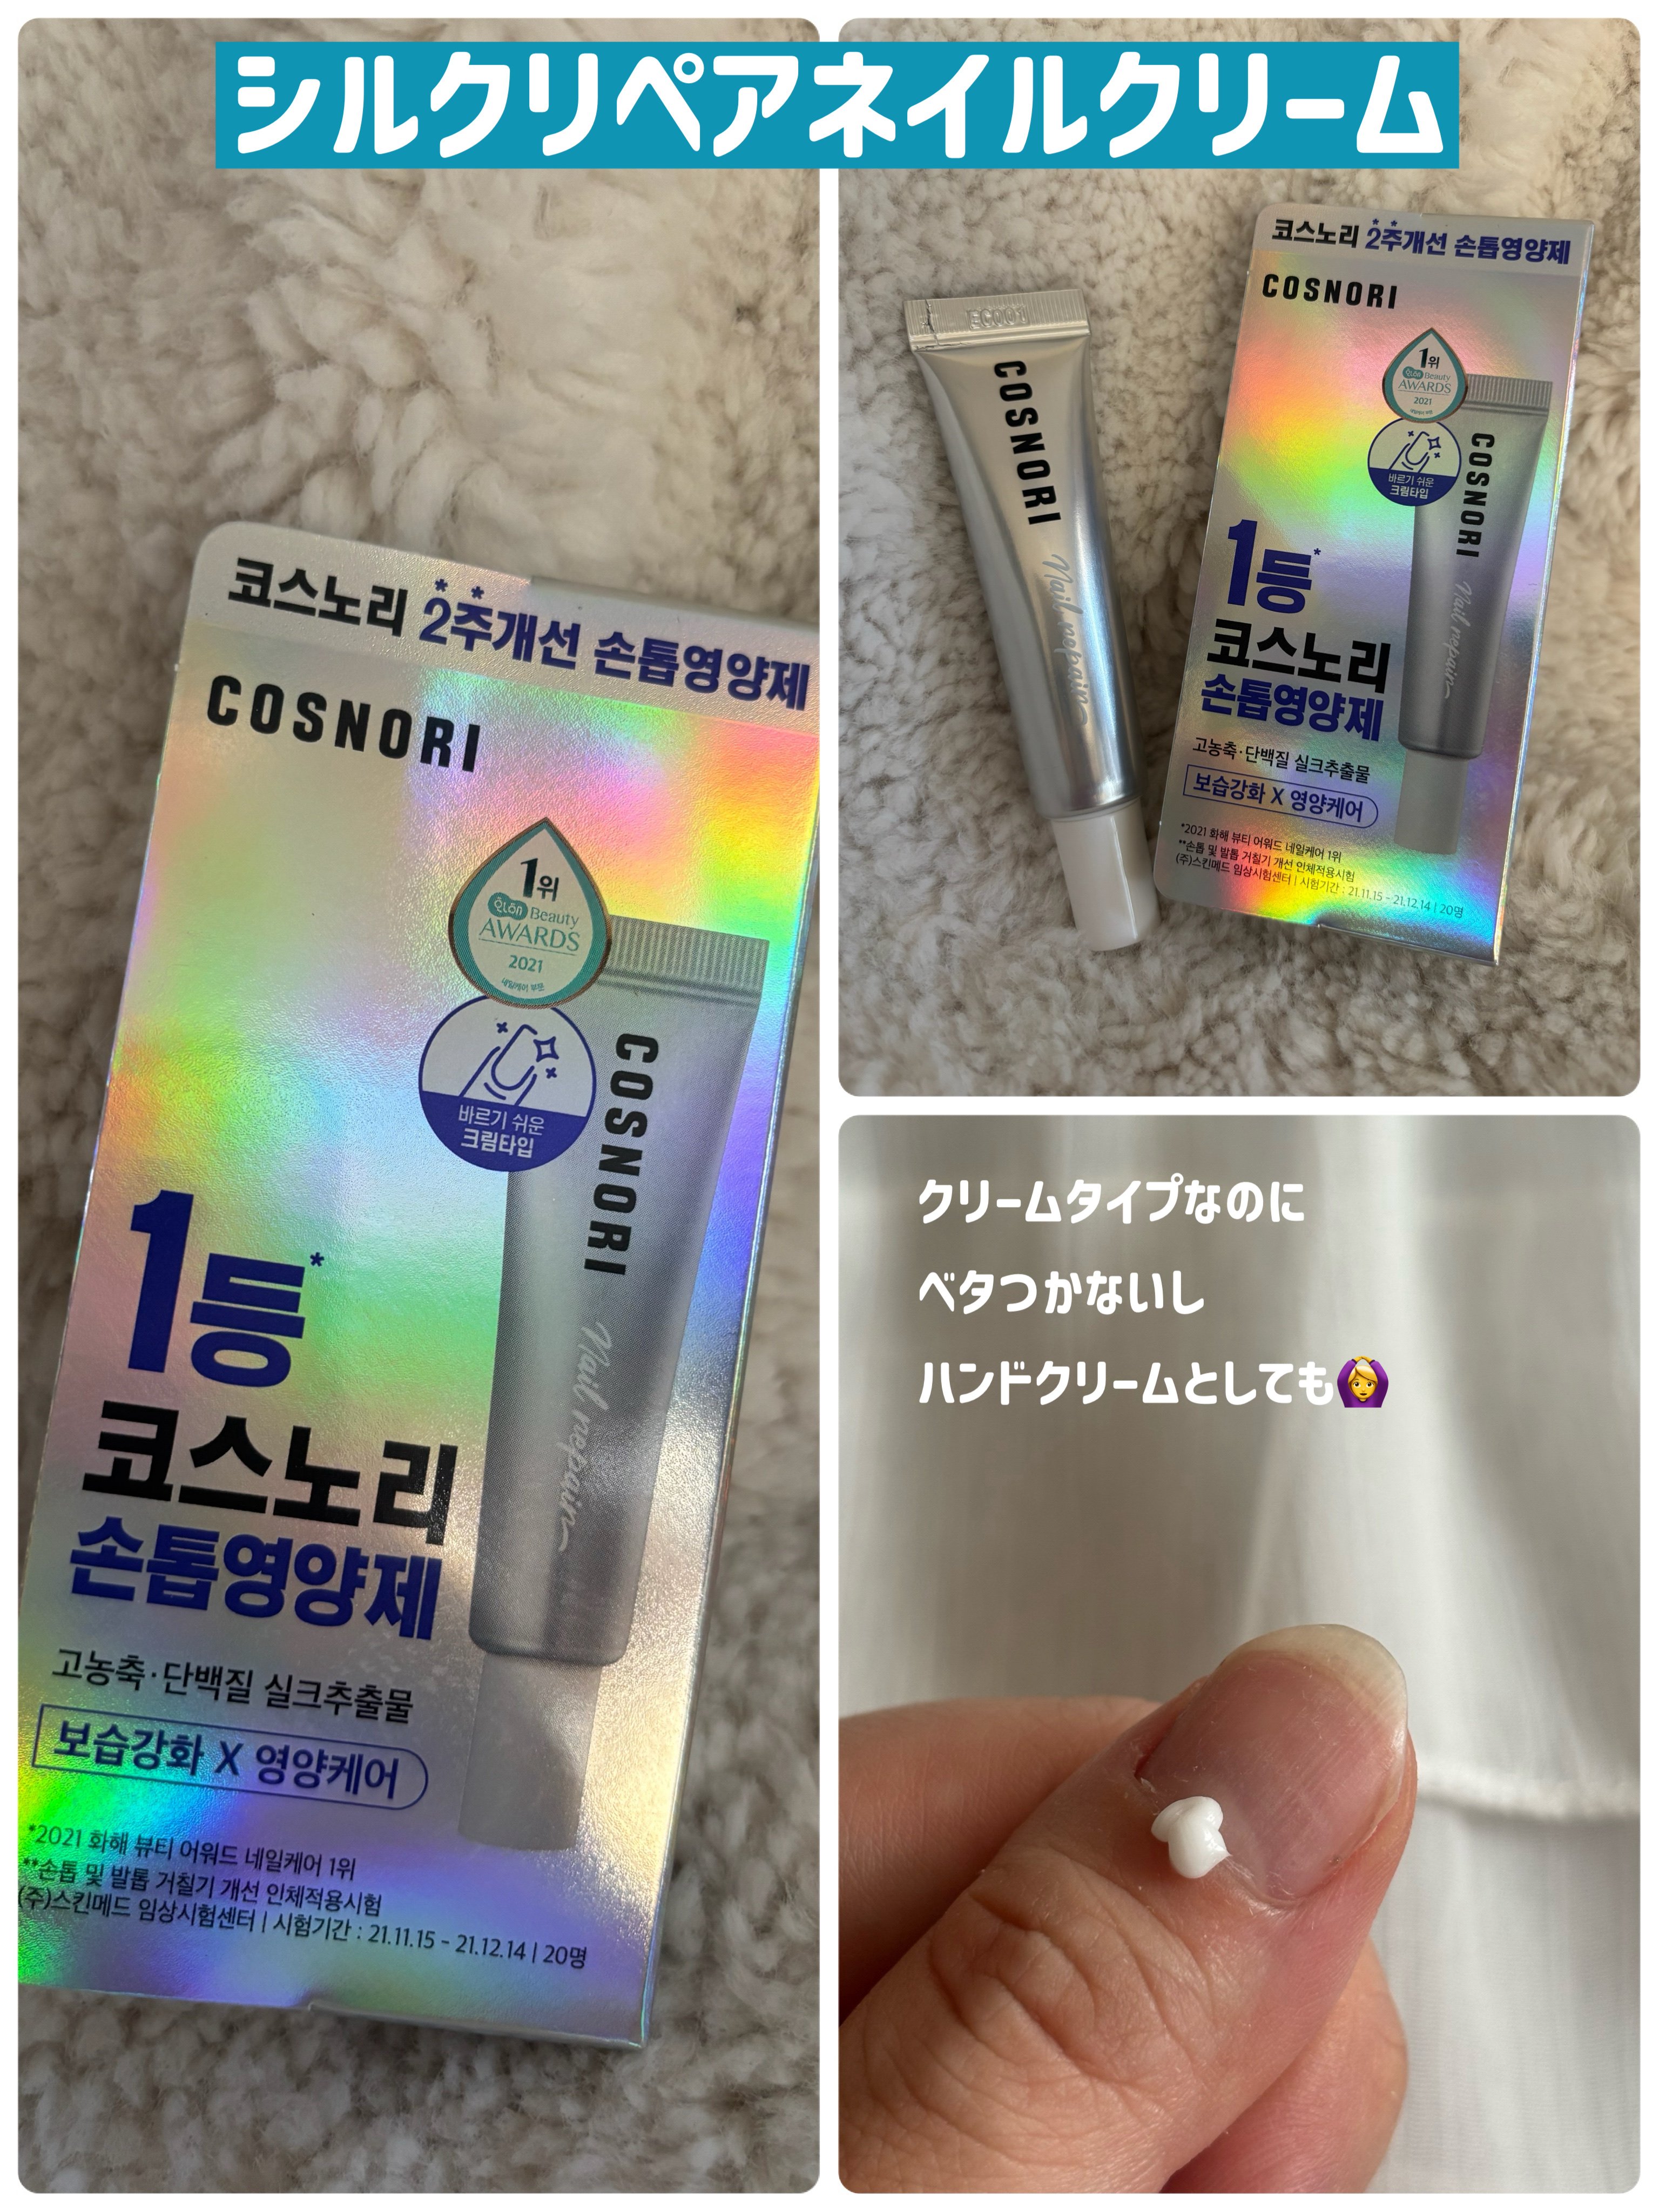 シルクリペアネイルクリーム
코스노리 2주개선 손톱영양제
COSNORI
1위
Beauty
AWARDS
2021
네일케어 부문
바르기 쉬운
크림타입
COSNORI
Nail repair
1등*
코스노리
손톱영양제
고농축·단백질 실크추출물
보습강화 X 영양케어
*2021 화해 뷰티 어워드 네일케어 1위
**손톱 및 발톱 거칠기 개선 인체적용시험
(주)스킨메드 임상시험센터 | 시험기간 : 21.11.15 - 21.12.14 | 20명
EC001
COSNORI
Nail repair
코스노리 2주개선 손톱영양제
COSNORI
1위
Beauty
AWARDS
2021
네일케어 부문
바르기 쉬운
크림타입
COSNORI
Nail repair
1등*
코스노리
손톱영양제
고농축·단백질 실크추출물
보습강화 X 영양케어
*2021 화해 뷰티 어워드 네일케어 1위
**손톱 및 발톱 거칠기 개선 인체적용시험
(주)스킨메드 임상시험센터 | 시험기간 : 21.11.15 - 21.12.14 | 20명
クリームタイプなのに
ベタつかないし
ハンドクリームとしても🙆‍♀️